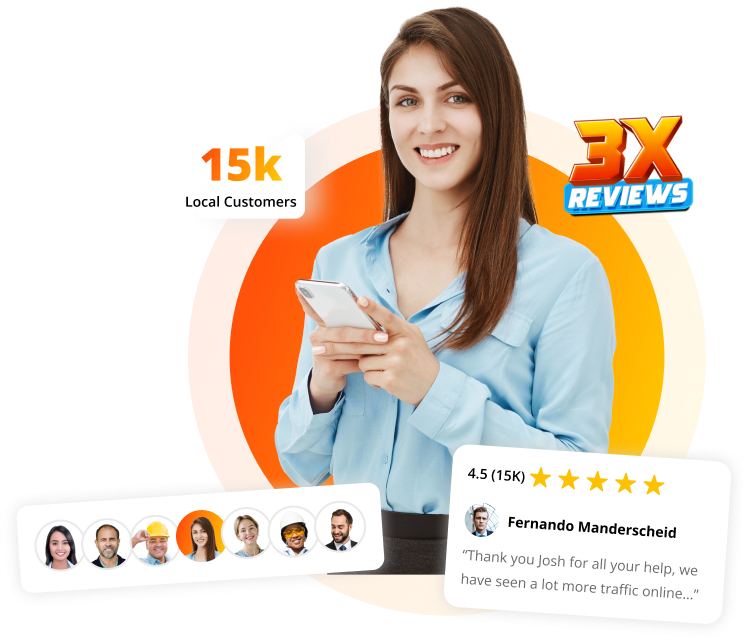 15k
Local Customers
3X
REVIEWS
4.5 (15K)
Fernando Manderscheid
“Thank you Josh for all your help, we
have seen a lot more traffic online...”